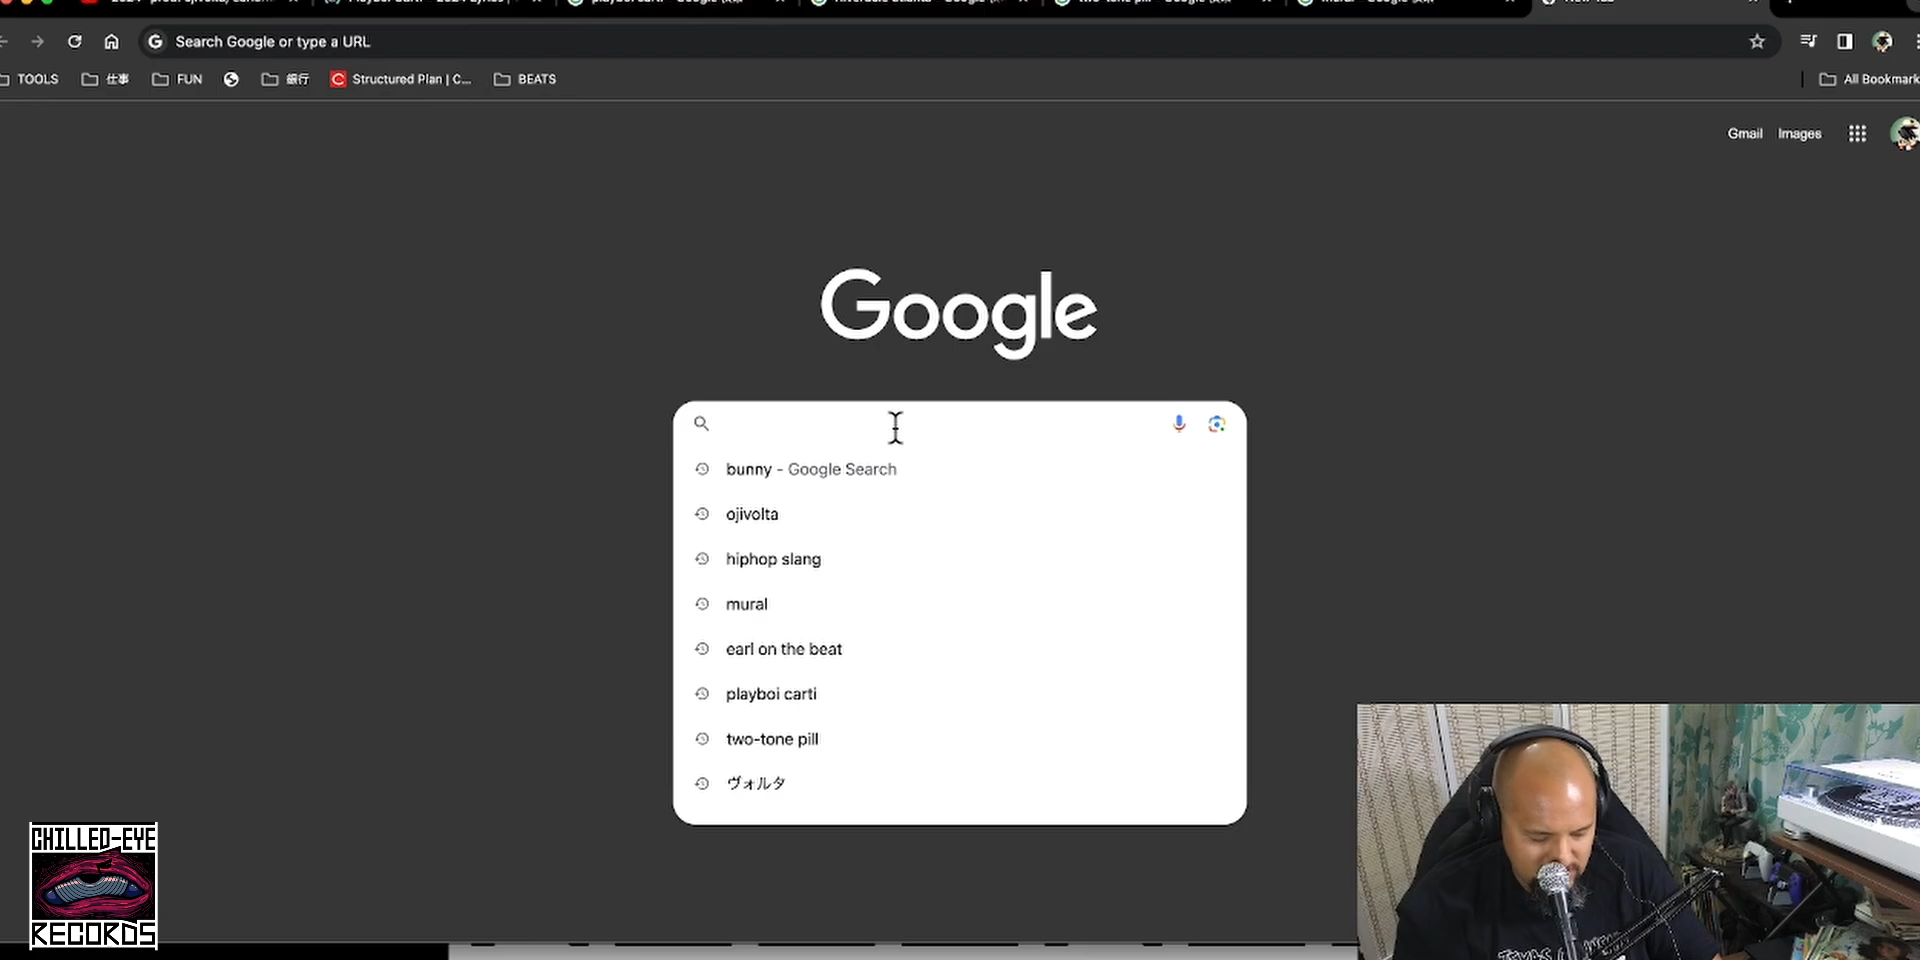 Search Google or type a URL
TOOLS
仕事
FUN
銀行
Structured Plan | C...
BEATS
All Bookmark
Gmail
Images
Google
bunny - Google Search
ojivolta
hiphop slang
mural
earl on the beat
playboi carti
two-tone pill
ヴォルタ
CHILLED-EYE
RECORDS